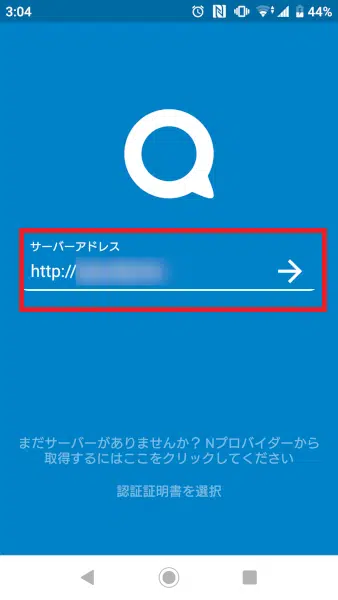 3:04 44%
サーバーアドレス
http://
まだサーバーがありませんか？ Nプロバイダーから
取得するにはここをクリックしてください
認証証明書を選択